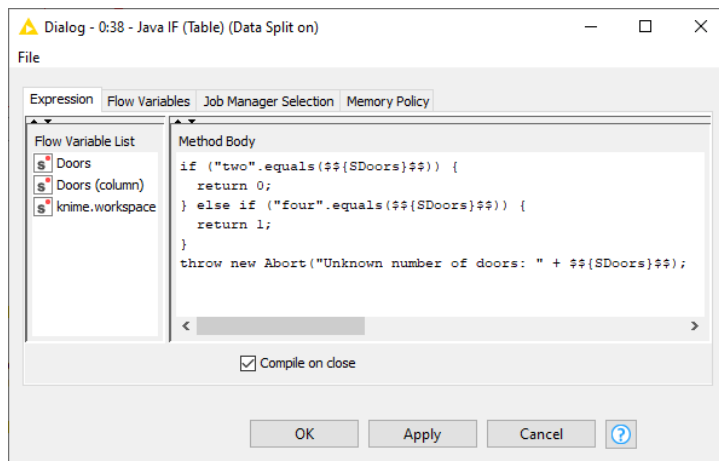 Dialog - 0:38 - Java IF (Table) (Data Split on)
File
Expression Flow Variables Job Manager Selection Memory Policy
Flow Variable List
s Doors
s Doors (column)
s knime.workspace
Method Body
if ("two".equals($${SDoors}$$)) {
return 0;
} else if ("four".equals($${SDoors}$$)) {
return 1;
}
throw new Abort("Unknown number of doors: " + $${SDoors}$$);
Compile on close
OK Apply Cancel ?